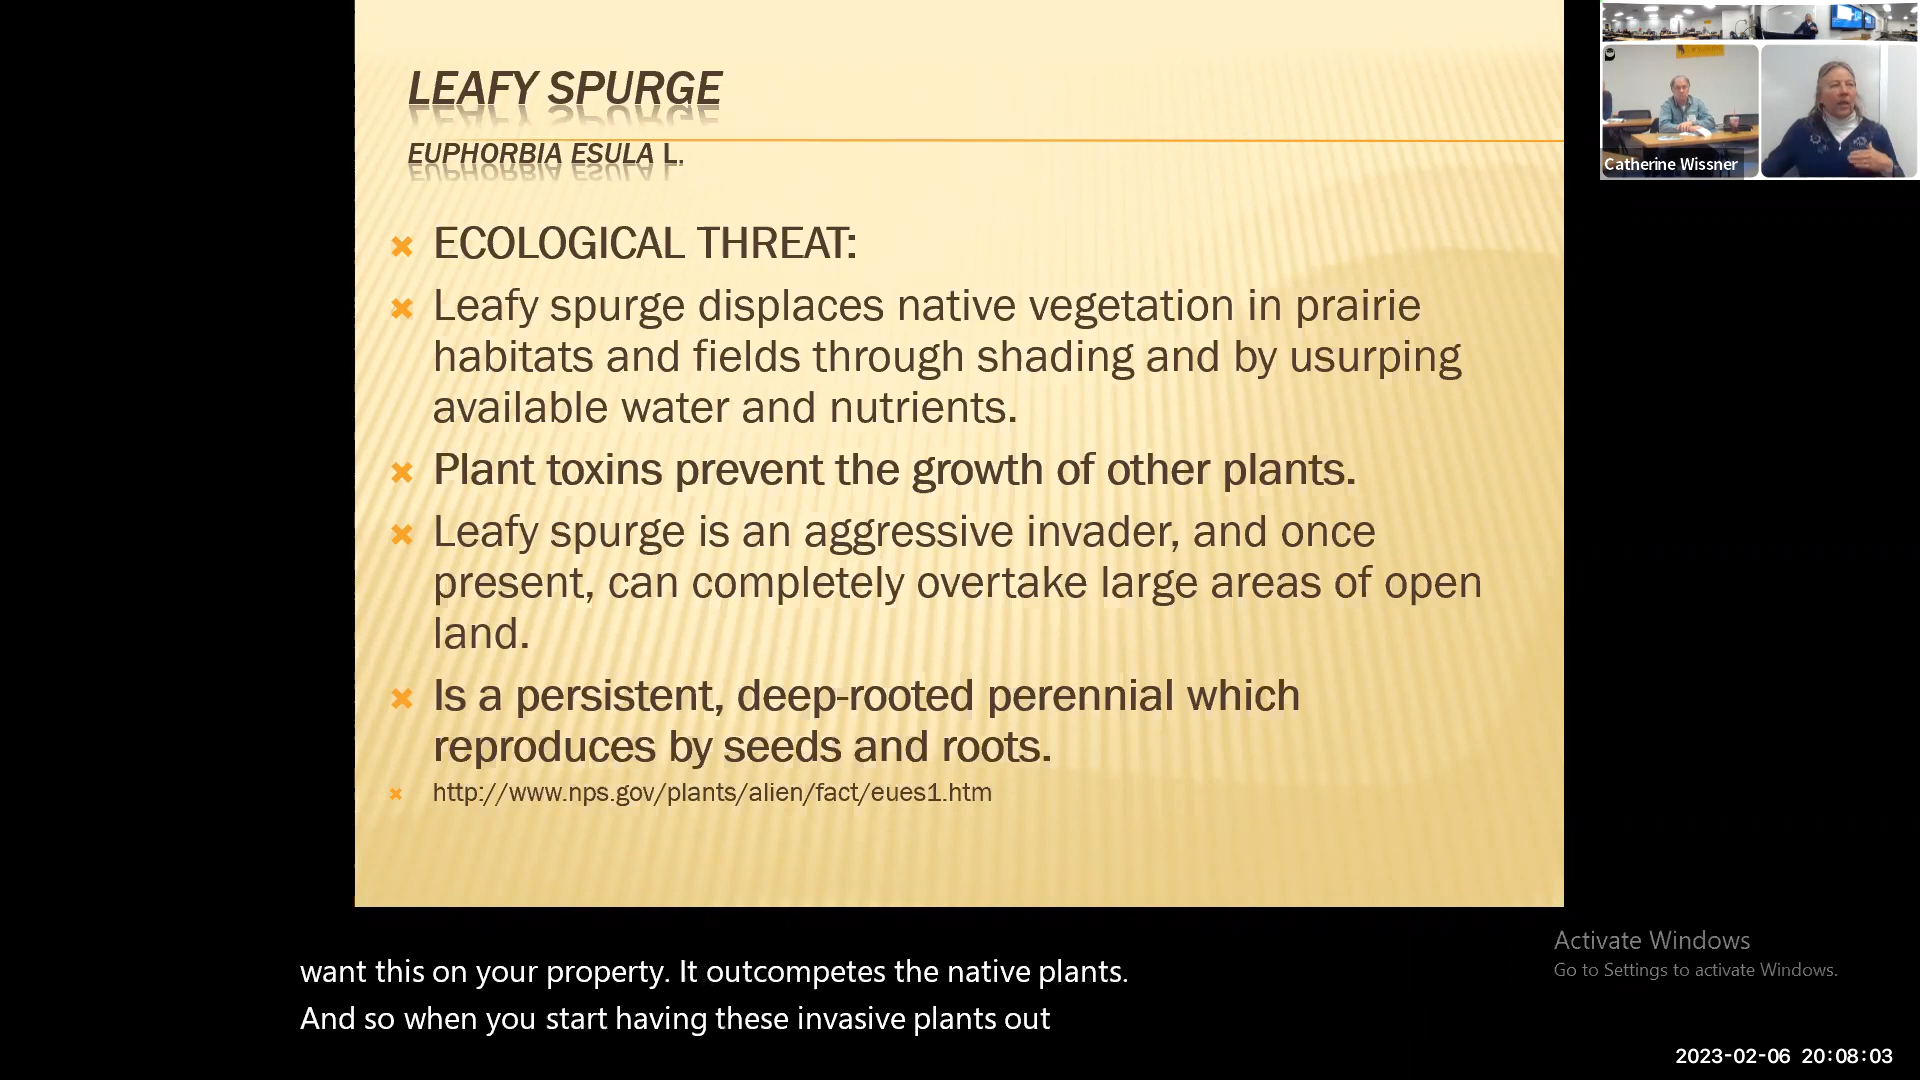 LEAFY SPURGE
EUPHORBIA ESULA L.
ECOLOGICAL THREAT:
Leafy spurge displaces native vegetation in prairie
habitats and fields through shading and by usurping
available water and nutrients.
Plant toxins prevent the growth of other plants.
Leafy spurge is an aggressive invader, and once
present, can completely overtake large areas of open
land.
Is a persistent, deep-rooted perennial which
reproduces by seeds and roots.
http://www.nps.gov/plants/alien/fact/eues1.htm
Catherine Wissner
want this on your property. It outcompetes the native plants.
And so when you start having these invasive plants out
Activate Windows
Go to Settings to activate Windows.
2023-02-06 20:08:03